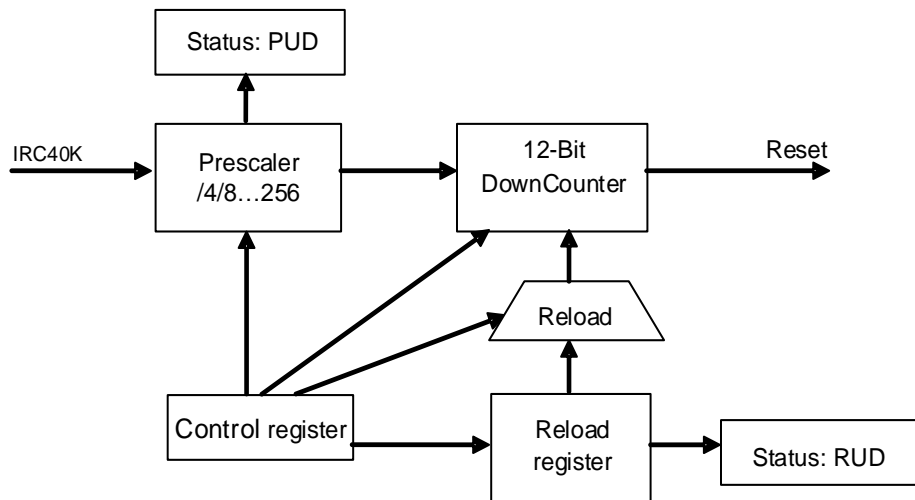 Status: PUD
IRC40K
Prescaler
/4/8...256
12-Bit
DownCounter
Reset
Reload
Control register
Reload
register
Status: RUD